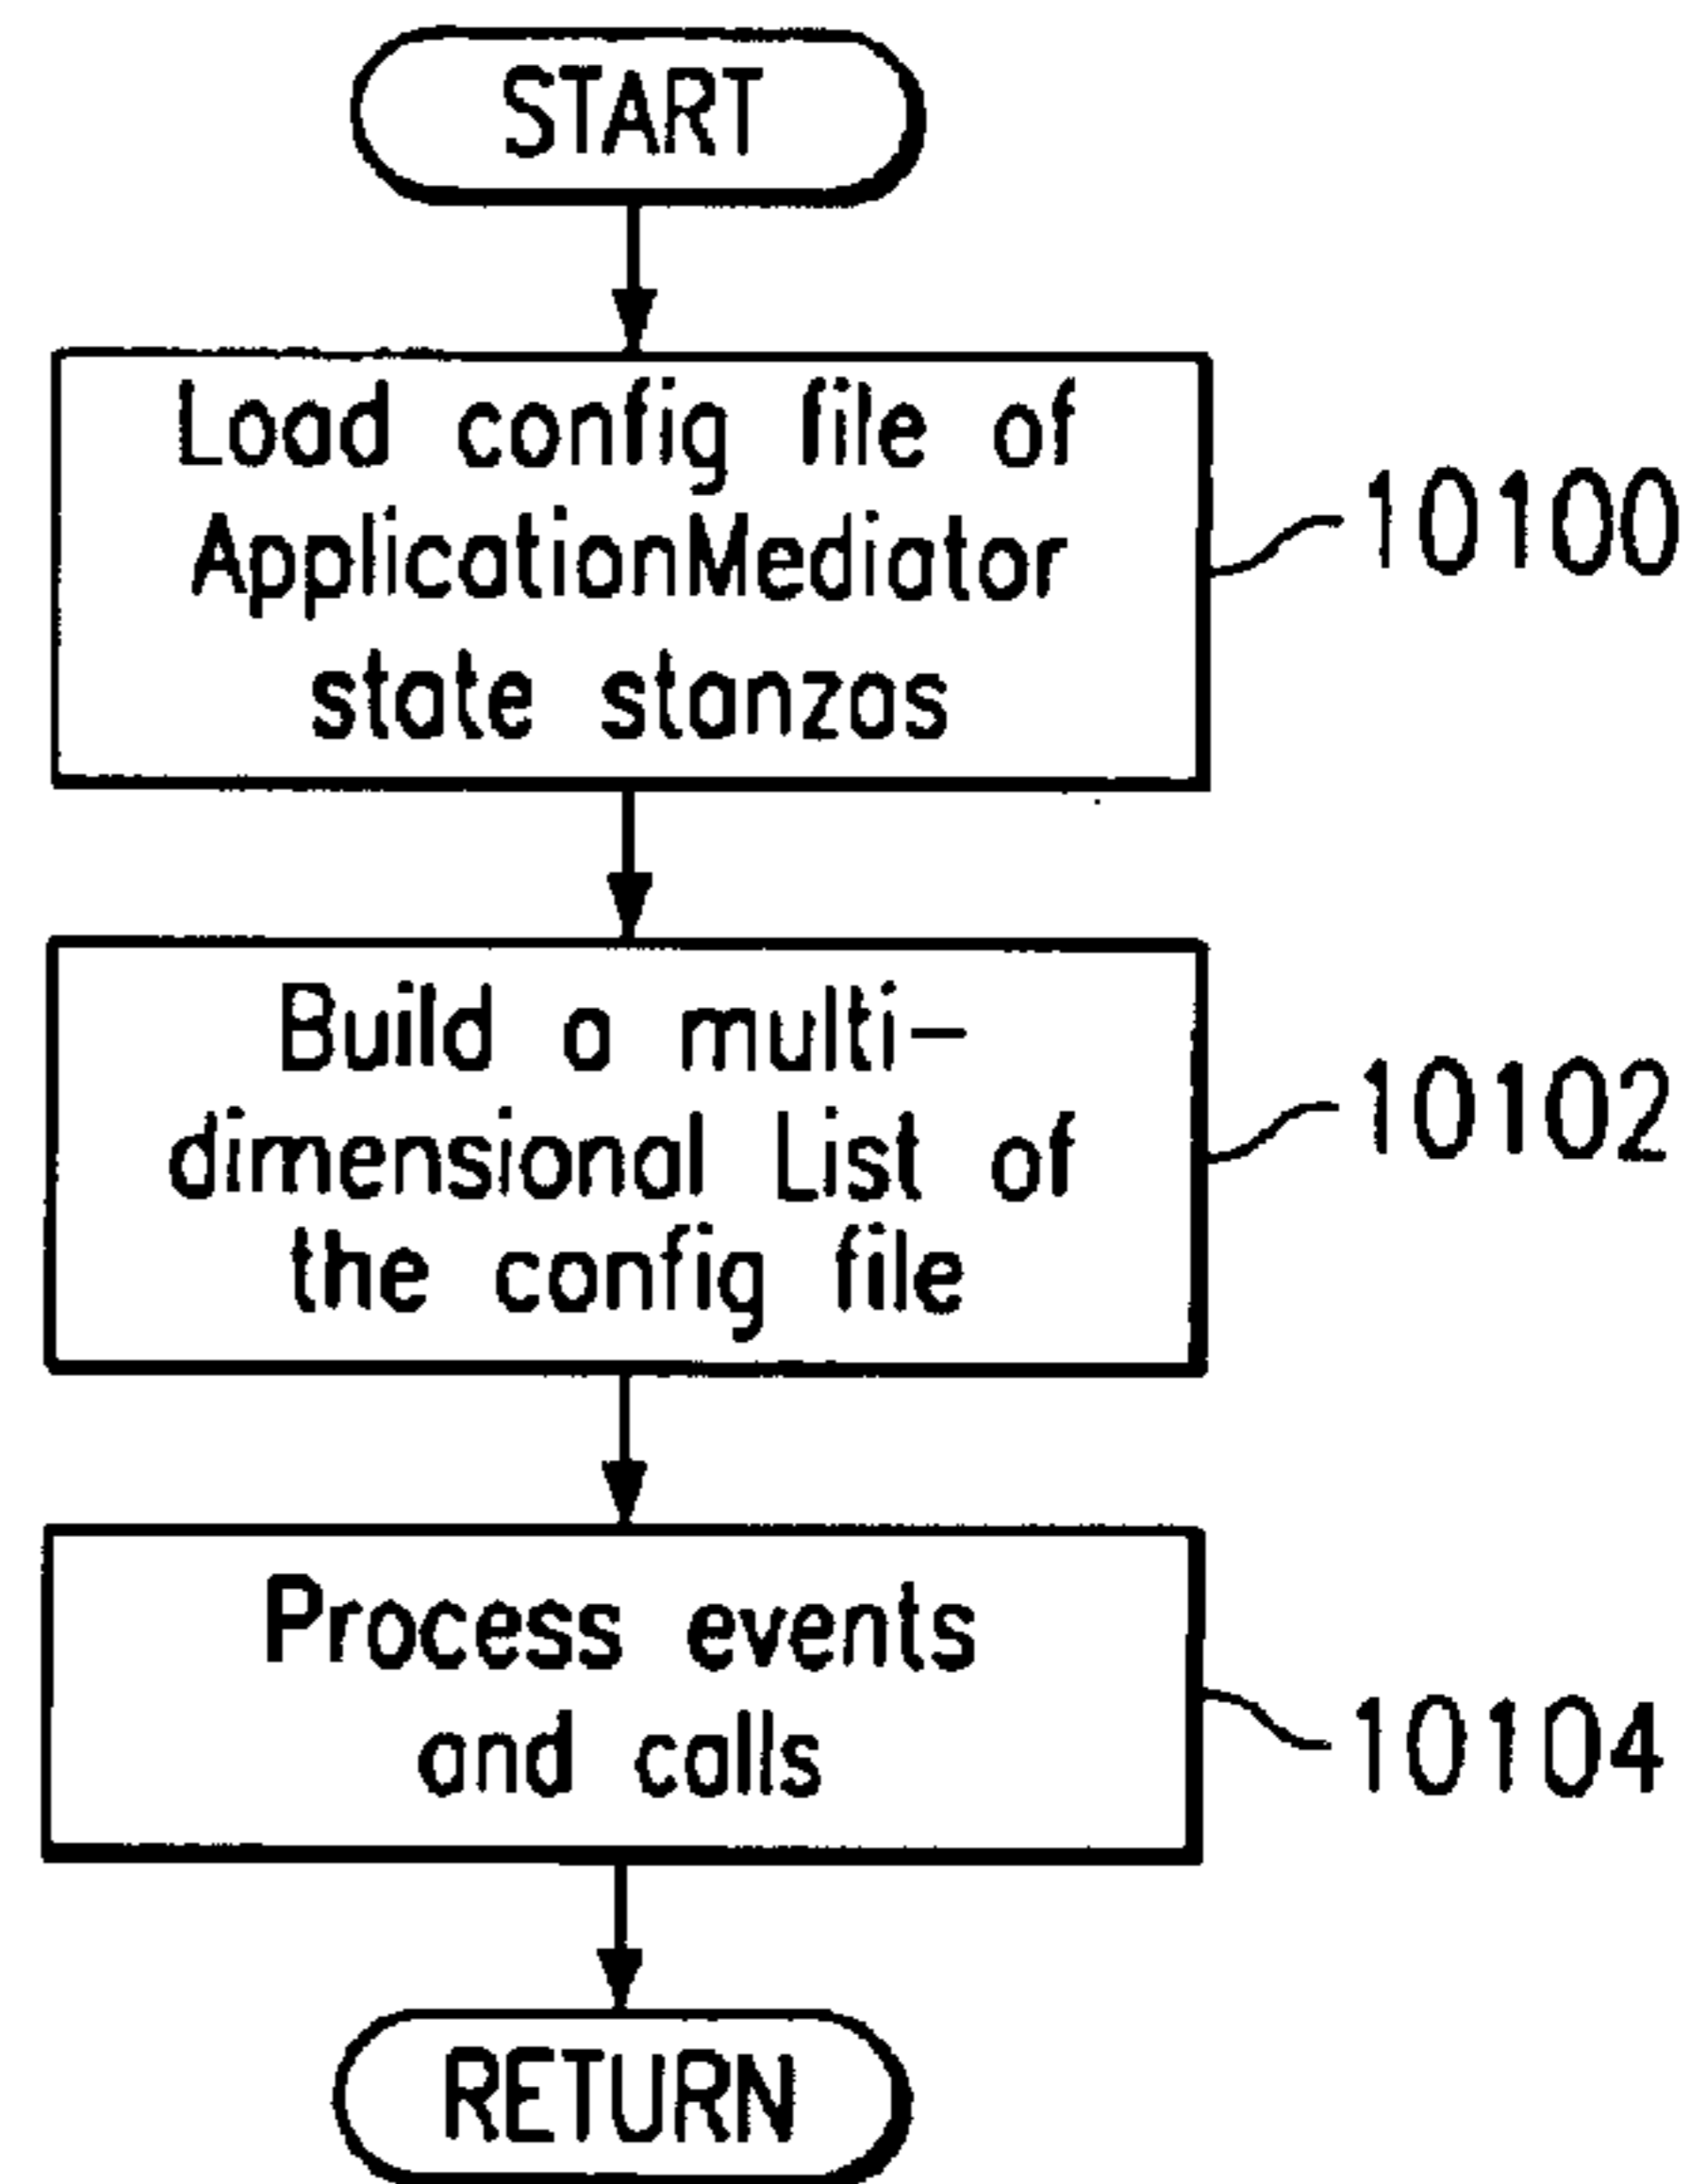 START
Load config file of
ApplicationMediator
state stanzas
10100
Build a multi-
dimensional List of
the config file
10102
Process events
and calls
10104
RETURN